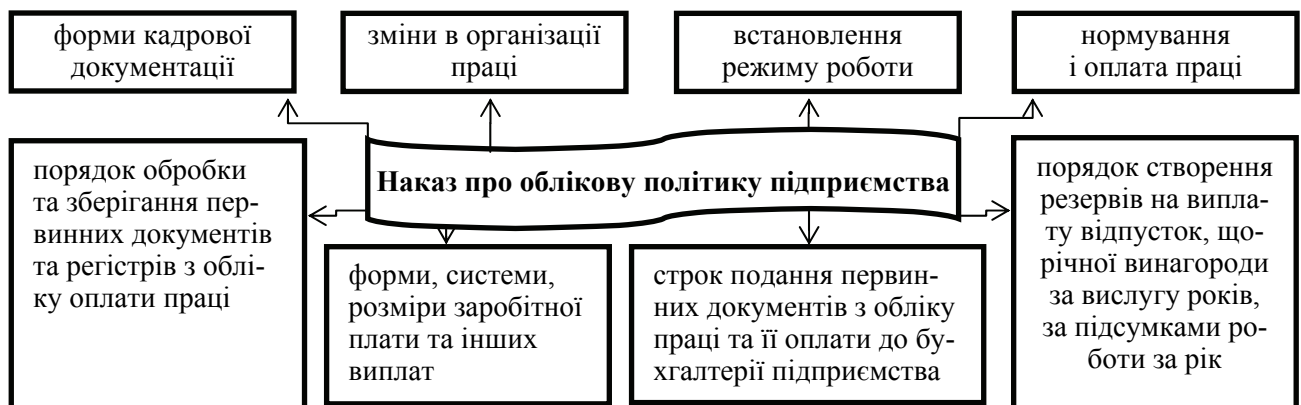 форми кадрової
документації
зміни в організації
праці
встановлення
режиму роботи
нормування
і оплата праці
Наказ про облікову політику підприємства
порядок обробки
та зберігання пер-
винних документів
та регістрів з облі-
ку оплати праці
форми, системи,
розміри заробітної
плати та інших
виплат
строк подання первин-
них документів з обліку
праці та її оплати до бу-
хгалтерії підприємства
порядок створення
резервів на випла-
ту відпусток, що-
річної винагороди
за вислугу років,
за підсумками ро-
боти за рік